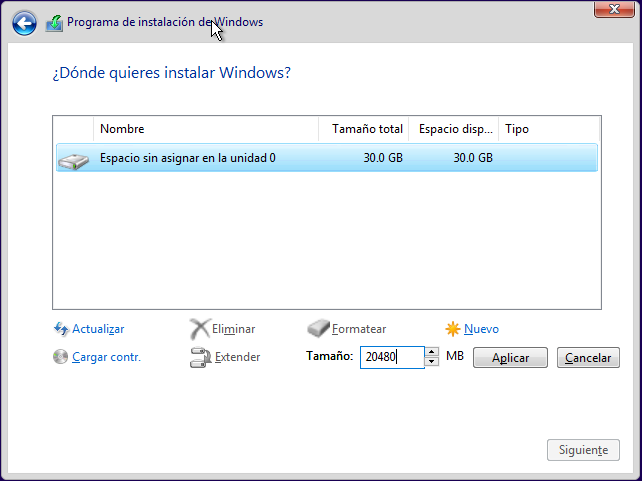 Programa de instalación de Windows
¿Dónde quieres instalar Windows?
Nombre Tamaño total Espacio disp... Tipo
Espacio sin asignar en la unidad 0 30.0 GB 30.0 GB
Actualizar Eliminar Formatear Nuevo
Cargar contr. Extender Tamaño: 20480 MB Aplicar Cancelar
Siguiente